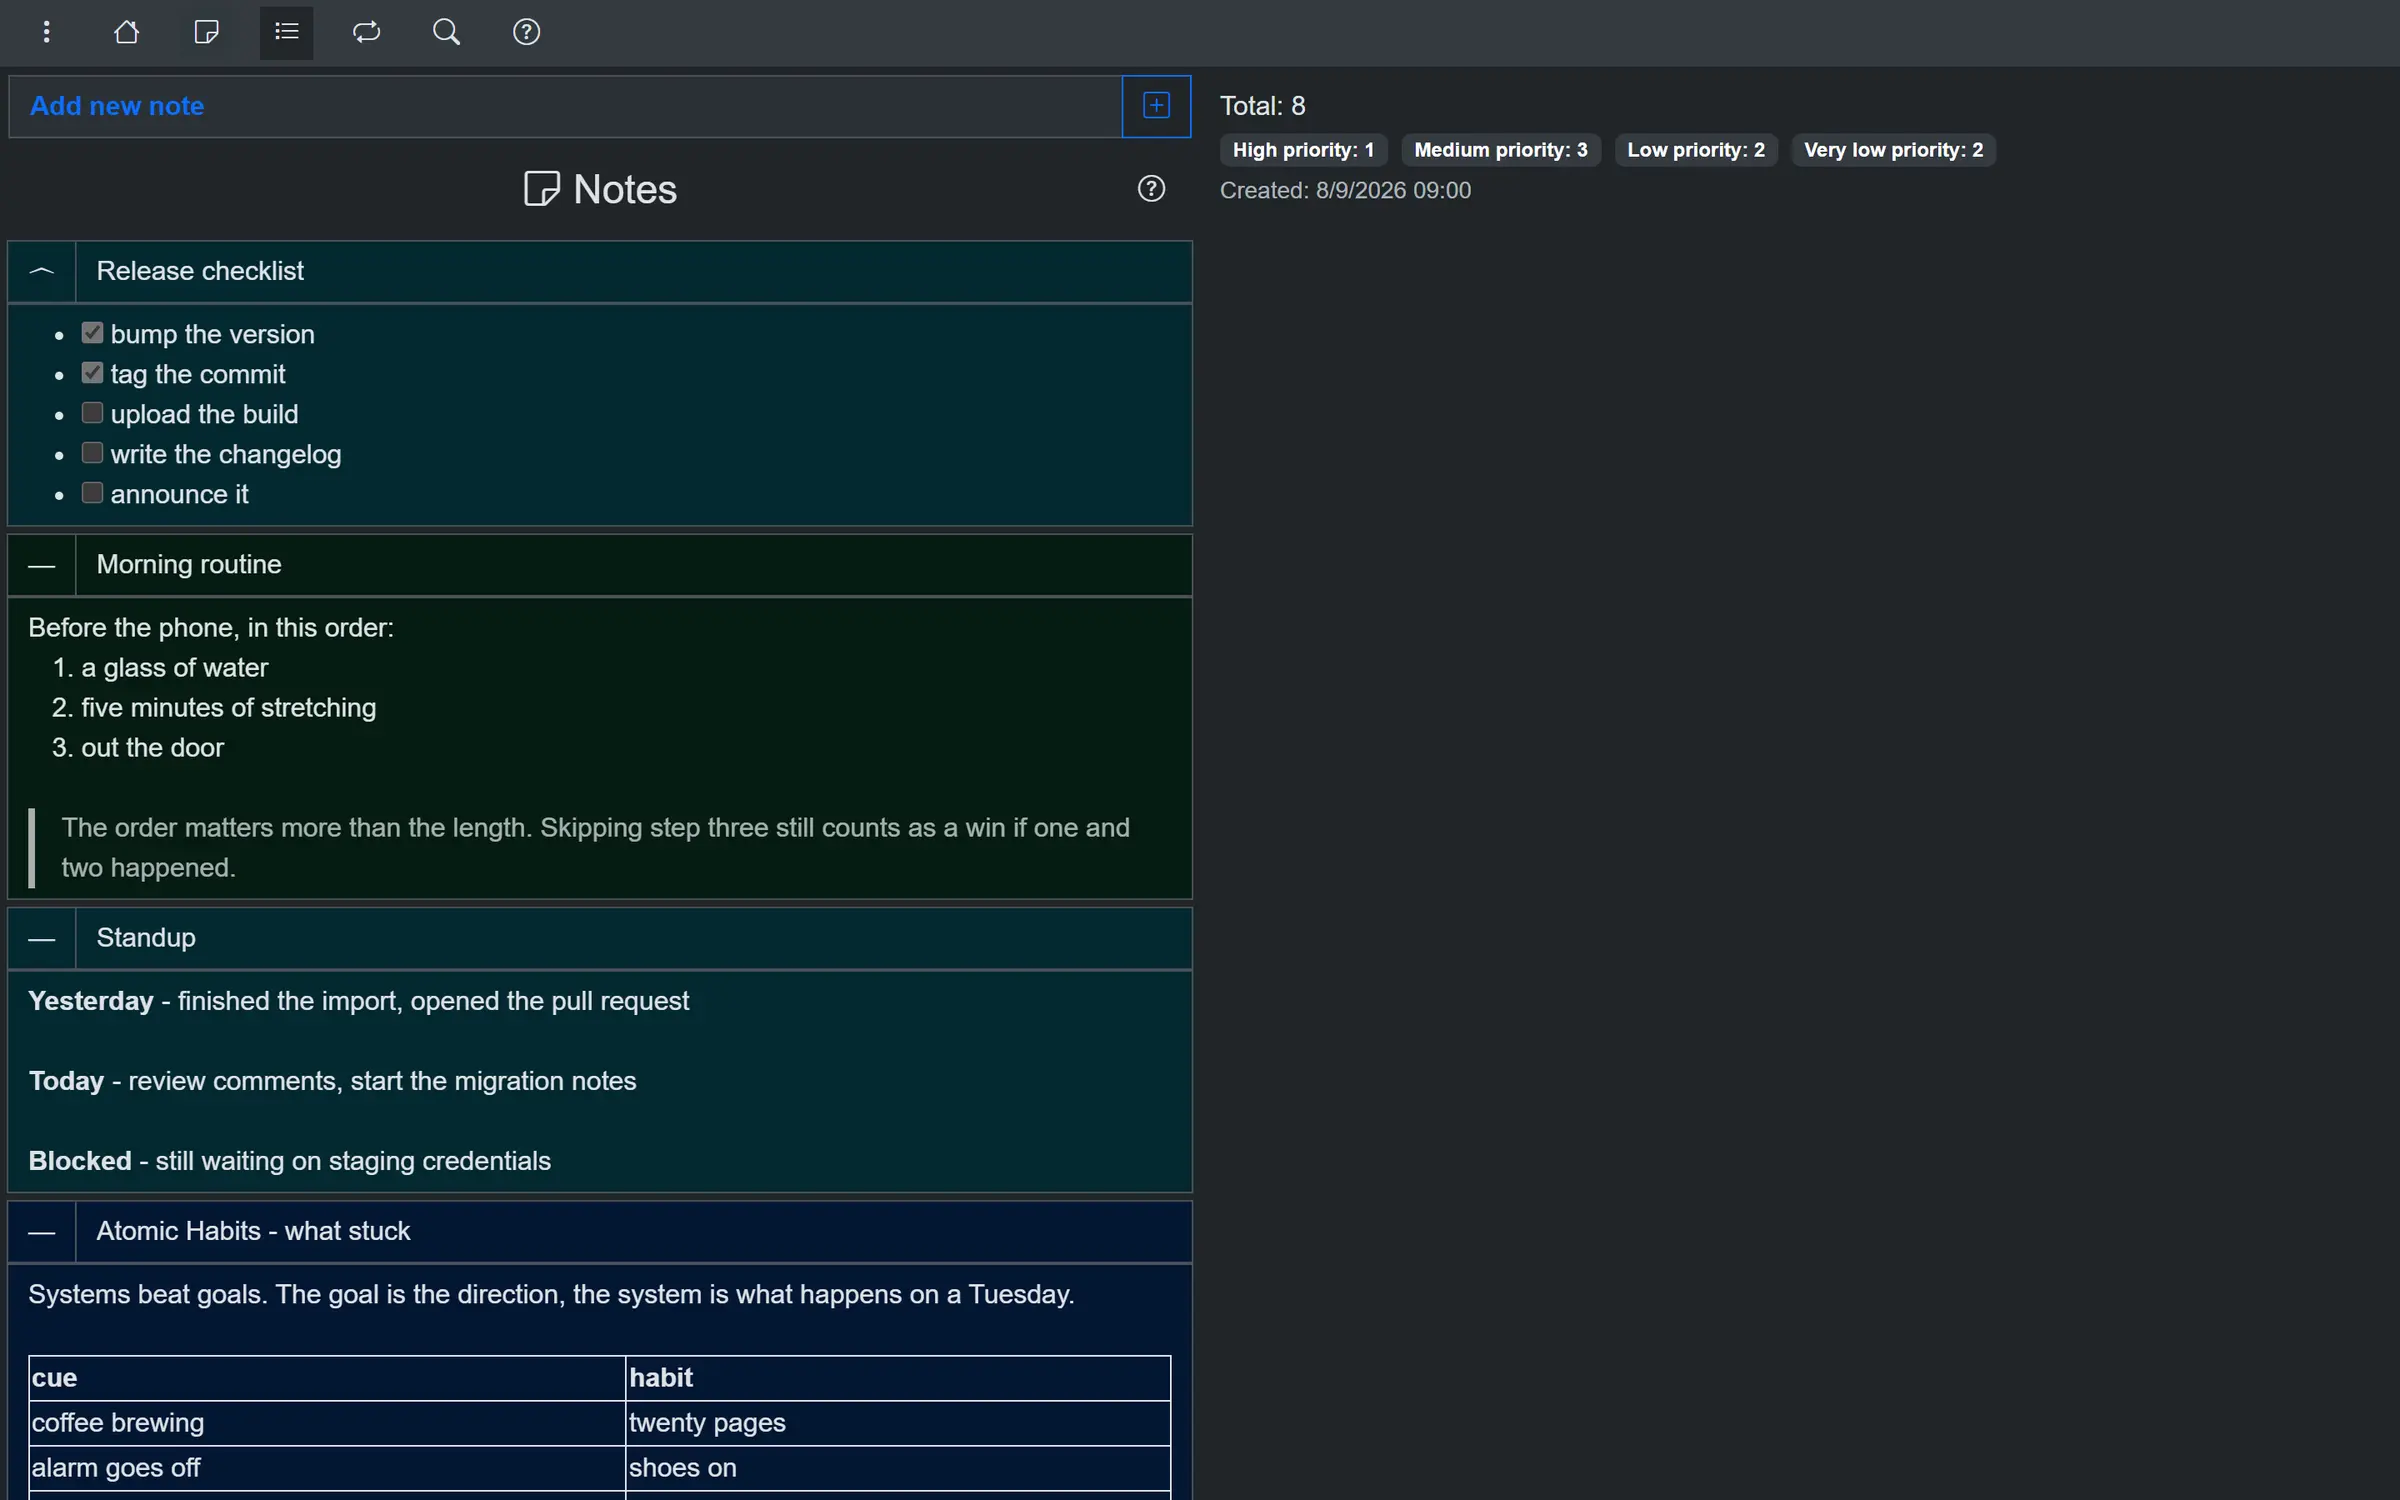 Add new note
Total: 8
High priority: 1 Medium priority: 3 Low priority: 2 Very low priority: 2
Created: 8/9/2026 09:00
Notes
Release checklist
bump the version
tag the commit
upload the build
write the changelog
announce it
Morning routine
Before the phone, in this order:
1. a glass of water
2. five minutes of stretching
3. out the door
The order matters more than the length. Skipping step three still counts as a win if one and
two happened.
Standup
Yesterday - finished the import, opened the pull request
Today - review comments, start the migration notes
Blocked - still waiting on staging credentials
Atomic Habits - what stuck
Systems beat goals. The goal is the direction, the system is what happens on a Tuesday.
cue habit
coffee brewing twenty pages
alarm goes off shoes on